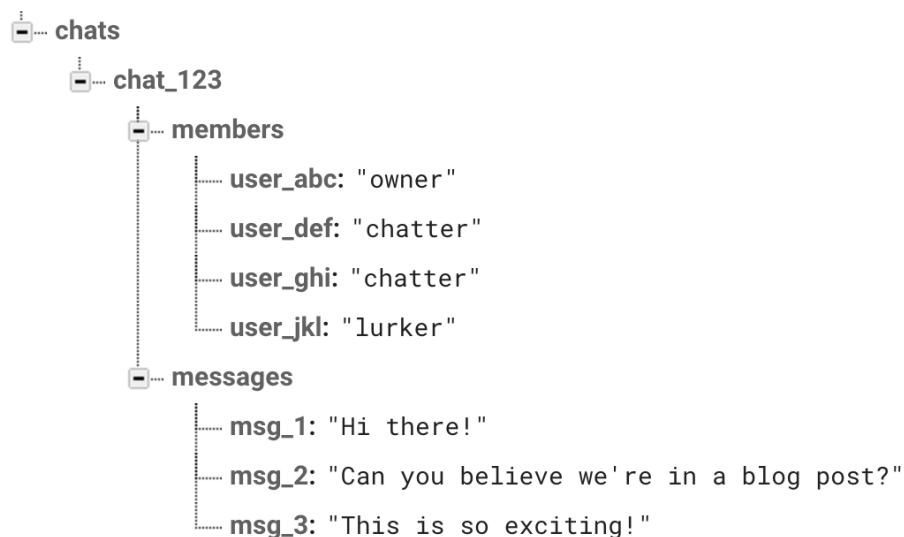 chats
chat_123
members
user_abc: "owner"
user_def: "chatter"
user_ghi: "chatter"
user_jkl: "lurker"
messages
msg_1: "Hi there!"
msg_2: "Can you believe we're in a blog post?"
msg_3: "This is so exciting!"